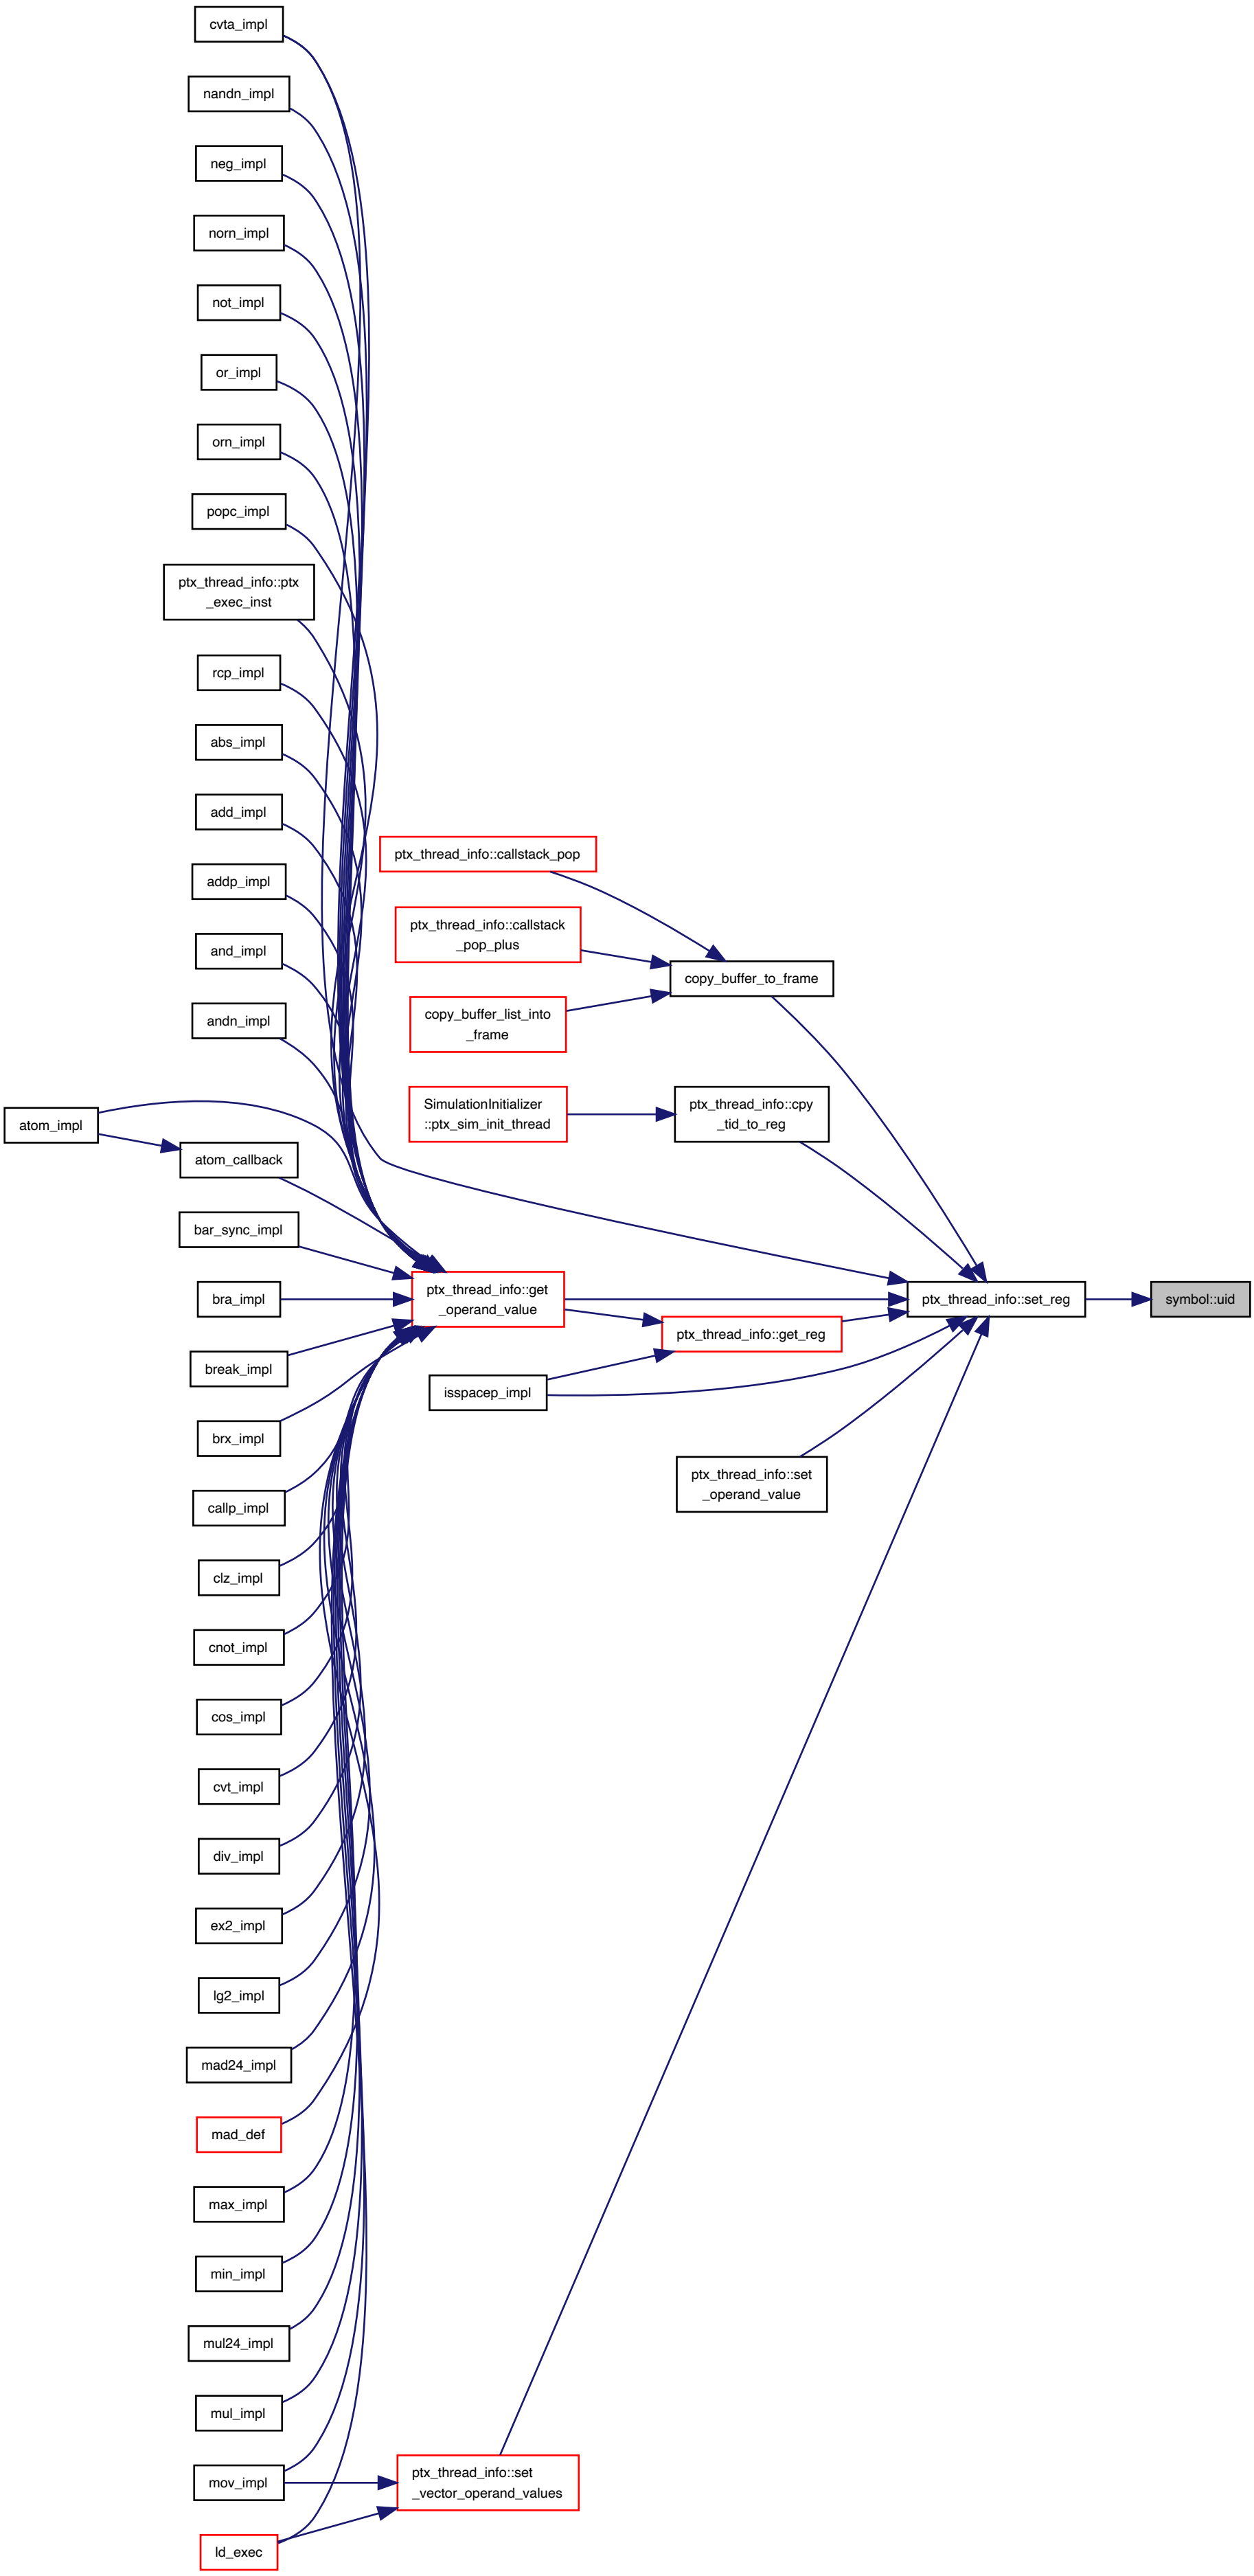 cvta_impl
nandn_impl
neg_impl
norn_impl
not_impl
or_impl
orn_impl
popc_impl
ptx_thread_info::ptx
_exec_inst
rcp_impl
abs_impl
add_impl
addp_impl
and_impl
andn_impl
atom_impl
atom_callback
bar_sync_impl
bra_impl
break_impl
brx_impl
callp_impl
clz_impl
cnot_impl
cos_impl
cvt_impl
div_impl
ex2_impl
lg2_impl
mad24_impl
mad_def
max_impl
min_impl
mul24_impl
mul_impl
mov_impl
ld_exec
ptx_thread_info::callstack_pop
ptx_thread_info::callstack
_pop_plus
copy_buffer_list_into
_frame
SimulationInitializer
::ptx_sim_init_thread
ptx_thread_info::get
_operand_value
isspacep_impl
ptx_thread_info::set
_vector_operand_values
copy_buffer_to_frame
ptx_thread_info::cpy
_tid_to_reg
ptx_thread_info::get_reg
ptx_thread_info::set
_operand_value
ptx_thread_info::set_reg
symbol::uid